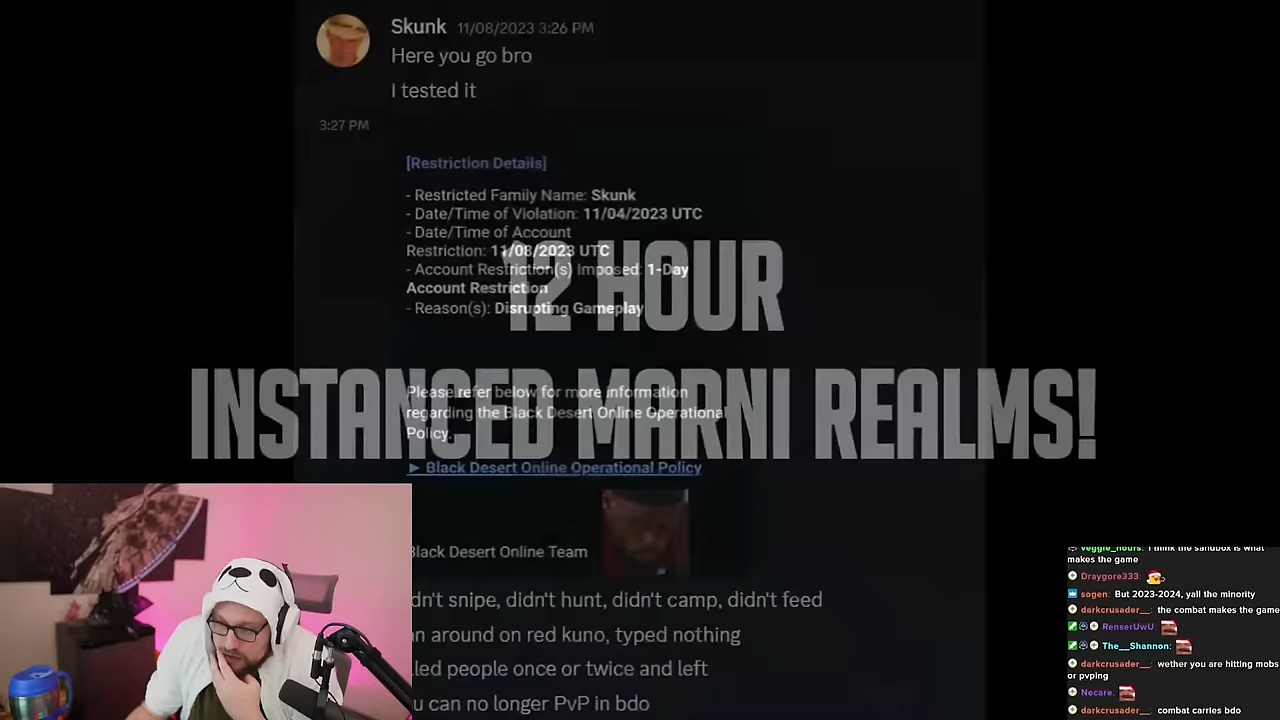 Skunk 11/08/2023 3:26 PM
Here you go bro
I tested it
3:27 PM
[Restriction Details]
- Restricted Family Name: Skunk
- Date/Time of Violation: 11/04/2023 UTC
- Date/Time of Account
Restriction: 11/08/2023 UTC
- Account Restriction(s) Imposed: 1-Day
Account Restriction
- Reason(s): Disrupting Gameplay
12 HOUR
INSTANCED MARNI REALMS!
Please refer below for more information
regarding the Black Desert Online Operational
Policy.
► Black Desert Online Operational Policy
Black Desert Online Team
dn't snipe, didn't hunt, didn't camp, didn't feed
n around on red kuno, typed nothing
led people once or twice and left
u can no longer PvP in bdo
veggie_hours: I think the sandbox is what
makes the game
Draygore333:
sogen: But 2023-2024, yall the minority
darkcrusader__: the combat makes the game
RenserUwU:
The__Shannon:
darkcrusader__: wether you are hitting mobs
or pvping
Necare:
darkcrusader__: combat carries bdo